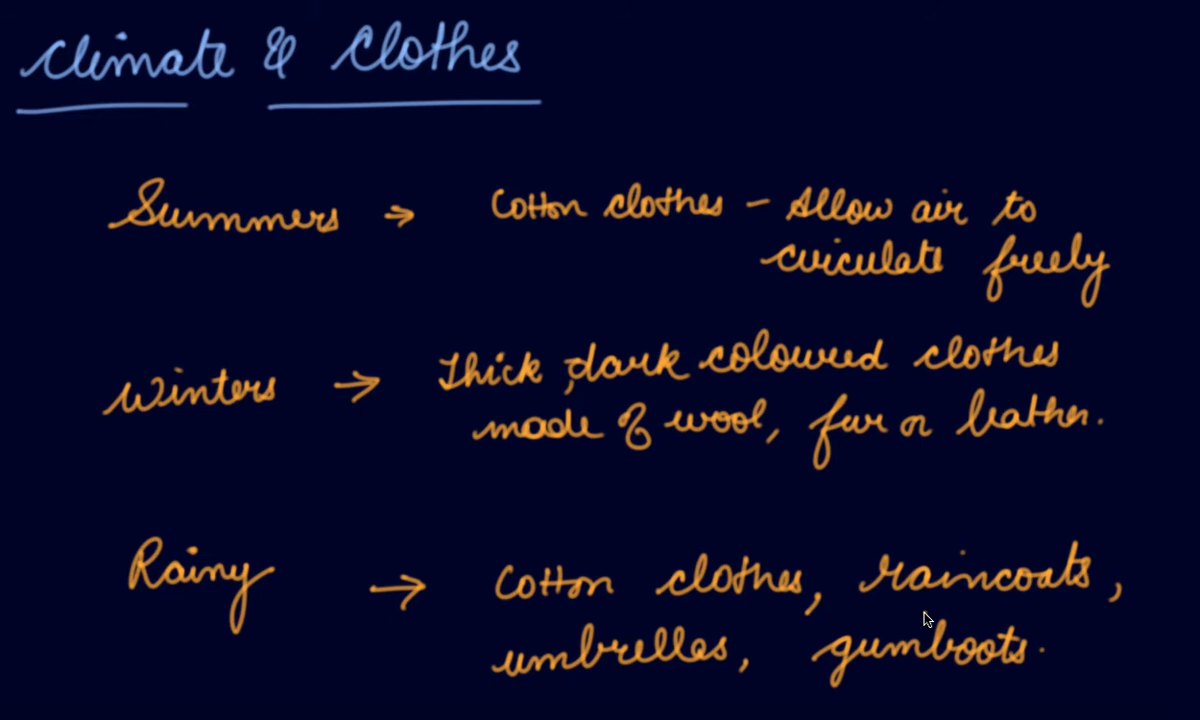 Climate & Clothes
Summers → Cotton clothes – Allow air to
circulate freely
Winters → Thick, dark coloured clothes
made of wool, fur or leather.
Rainy → Cotton clothes, raincoats,
umbrellas, gumboots.